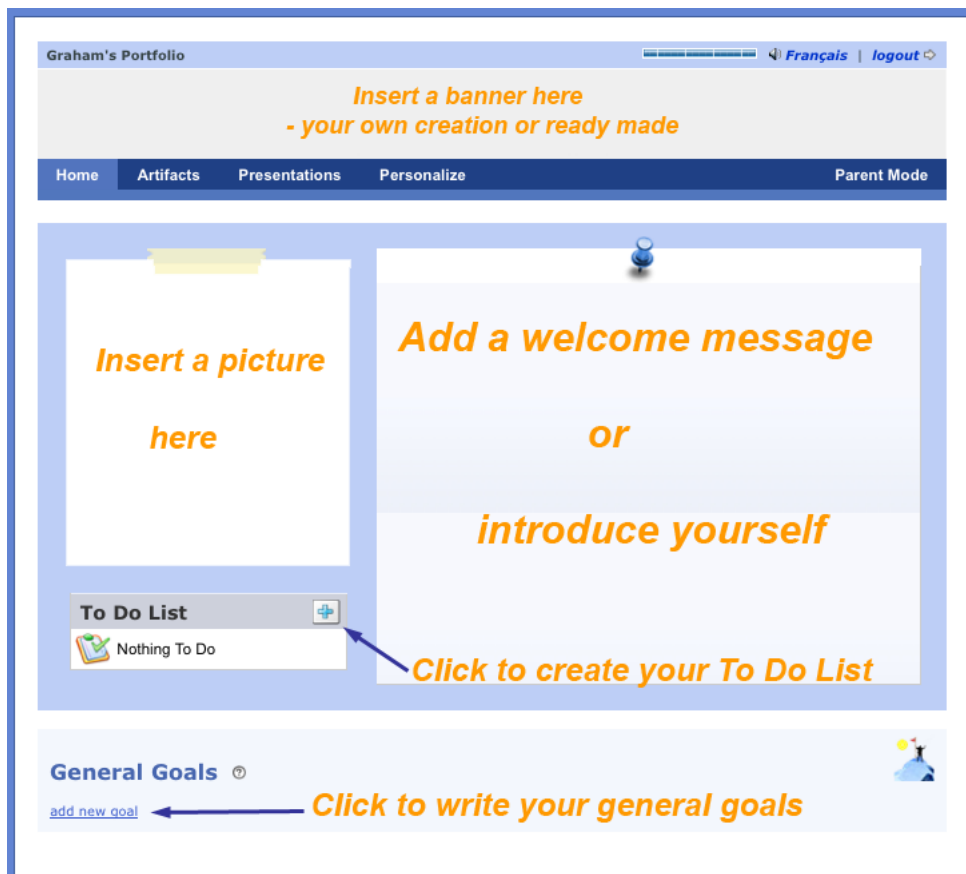 Graham's Portfolio
Français | logout
Insert a banner here
- your own creation or ready made
Home Artifacts Presentations Personalize Parent Mode
Insert a picture
here
Add a welcome message
or
introduce yourself
To Do List
Nothing To Do
Click to create your To Do List
General Goals
add new goal
Click to write your general goals